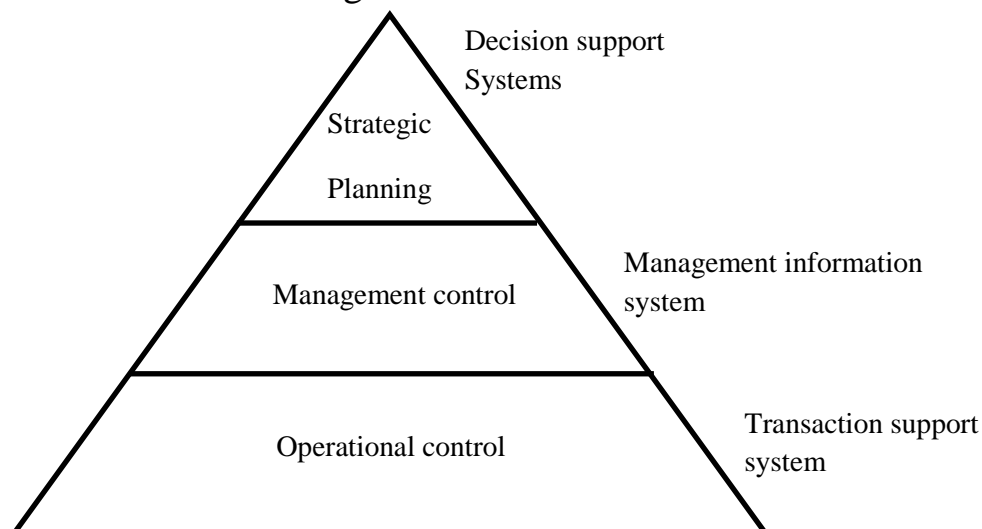 Decision support
Systems
Strategic
Planning
Management information
system
Management control
Transaction support
system
Operational control